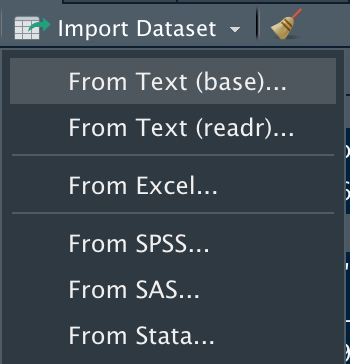 Import Dataset
From Text (base)...
From Text (readr)...
From Excel...
From SPSS...
From SAS...
From Stata...